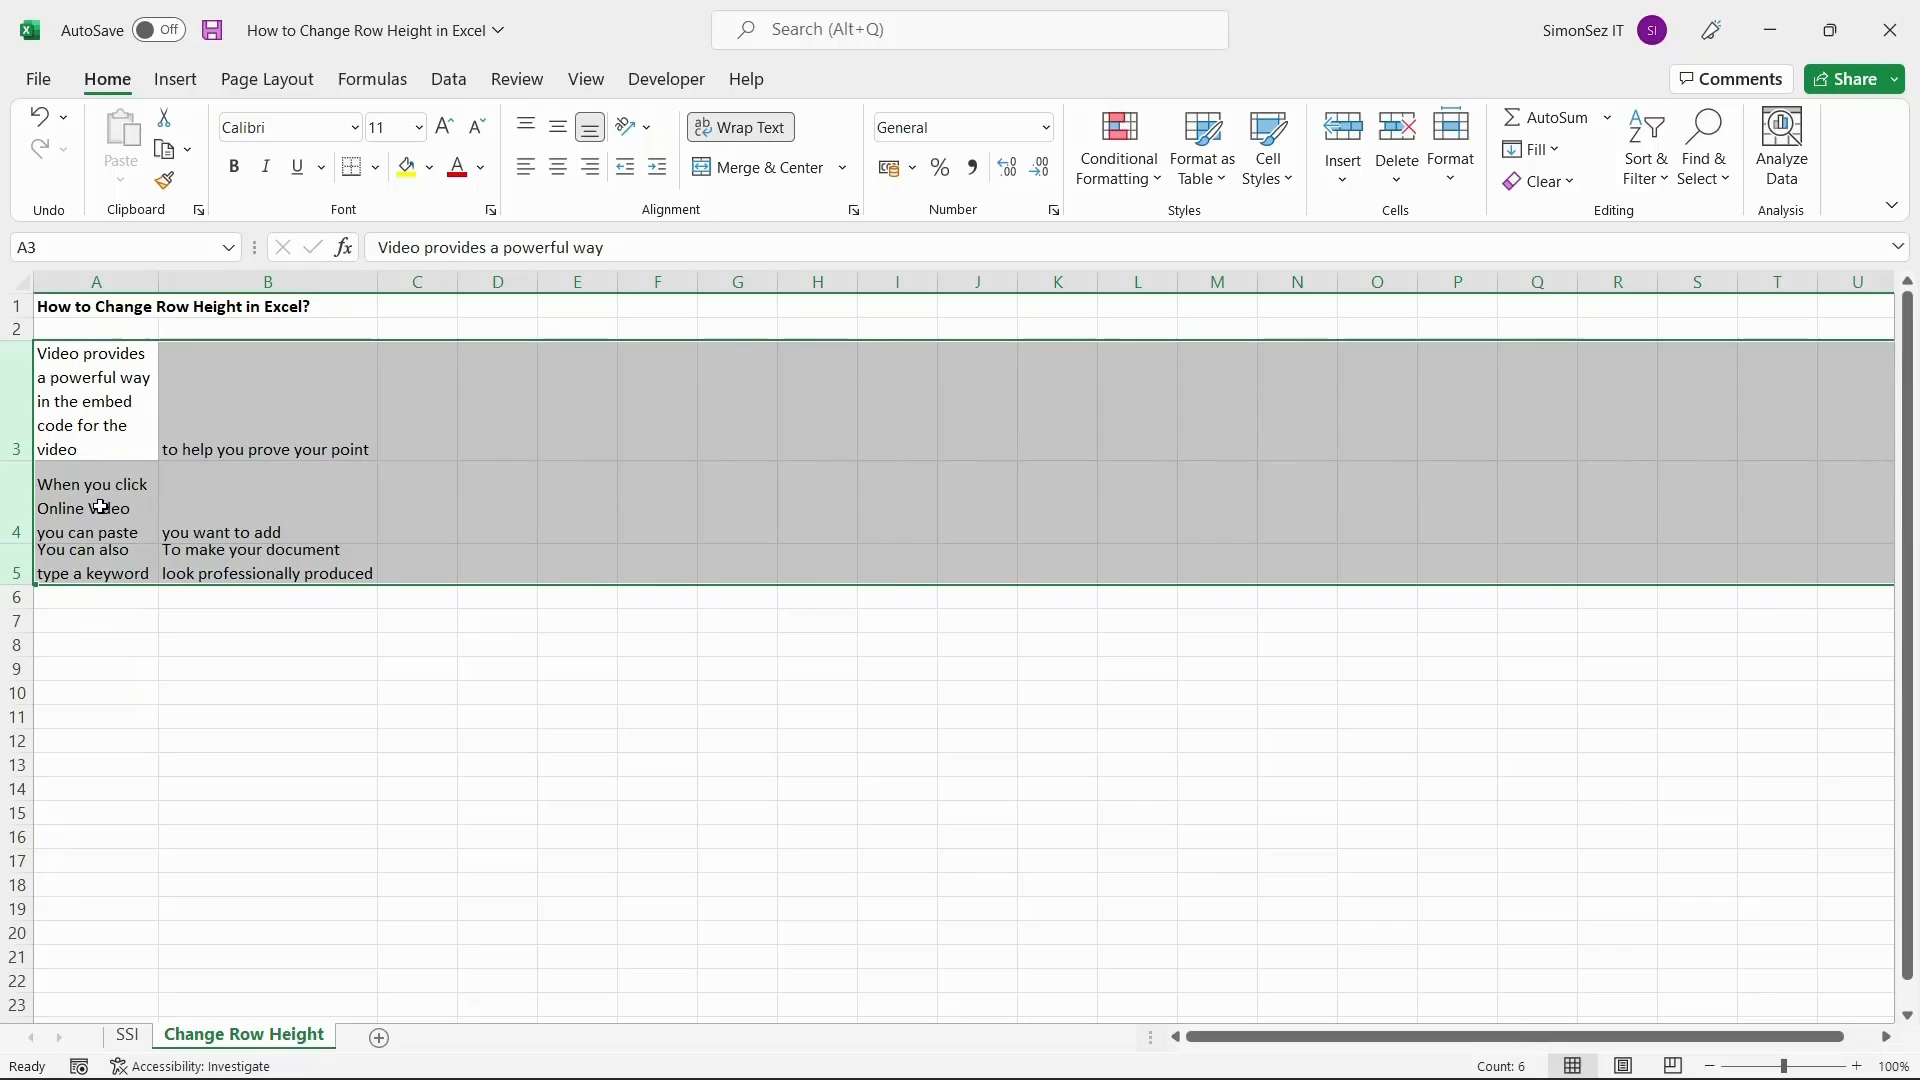 AutoSave Off How to Change Row Height in Excel Search (Alt+Q) SimonSez IT SI
File Home Insert Page Layout Formulas Data Review View Developer Help Comments Share
Paste
Clipboard
Undo
Calibri 11
B I U A
Font
Wrap Text
Merge & Center
Alignment
General
Number
Conditional Formatting
Format as Table
Cell Styles
Styles
Insert Delete Format
Cells
AutoSum
Fill
Clear
Sort & Filter
Find & Select
Editing
Analyze Data
Analysis
A3 fx Video provides a powerful way
A B C D E F G H I J K L M N O P Q R S T U
1 How to Change Row Height in Excel?
2
Video provides
a powerful way
in the embed
code for the
3 video to help you prove your point
When you click
Online Video
4 you can paste you want to add
You can also To make your document
5 type a keyword look professionally produced
6
7
8
9
10
11
12
13
14
15
16
17
18
19
20
21
22
23
SSI Change Row Height
Ready Accessibility: Investigate Count: 6 100%